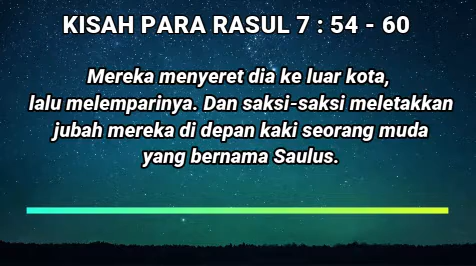 KISAH PARA RASUL 7 : 54 - 60
Mereka menyeret dia ke luar kota,
lalu melemparinya. Dan saksi-saksi meletakkan
jubah mereka di depan kaki seorang muda
yang bernama Saulus.